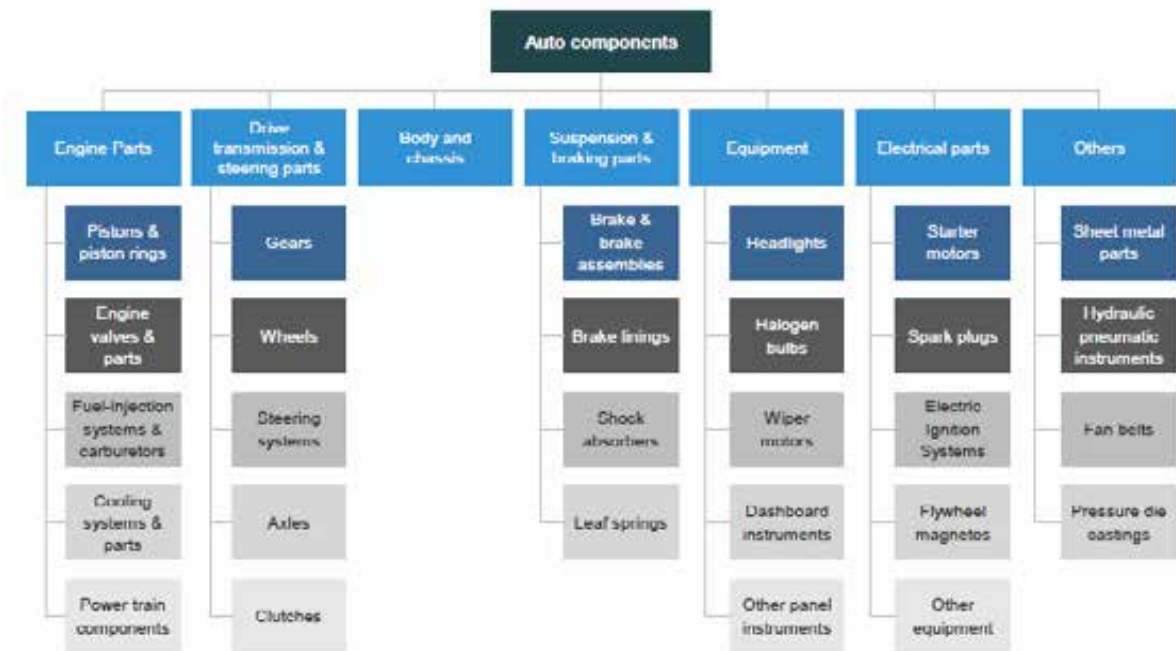 Auto components
Engine Parts
Drive
transmission &
steering parts
Body and
chassis
Suspension &
braking parts
Equipment
Electrical parts
Others
Pistons &
piston rings
Gears
Brake &
brake
assemblies
Headlights
Starter
motors
Sheet metal
parts
Engine
valves &
parts
Wheels
Brake linings
Halogen
bulbs
Spark plugs
Hydraulic
pneumatic
instruments
Fuel-injection
systems &
carburetors
Steering
systems
Shock
absorbers
Wiper
motors
Electric
Ignition
Systems
Fan belts
Cooling
systems &
parts
Axles
Leaf springs
Dashboard
instruments
Flywheel
magnetos
Pressure die
castings
Power train
components
Clutches
Other panel
instruments
Other
equipment